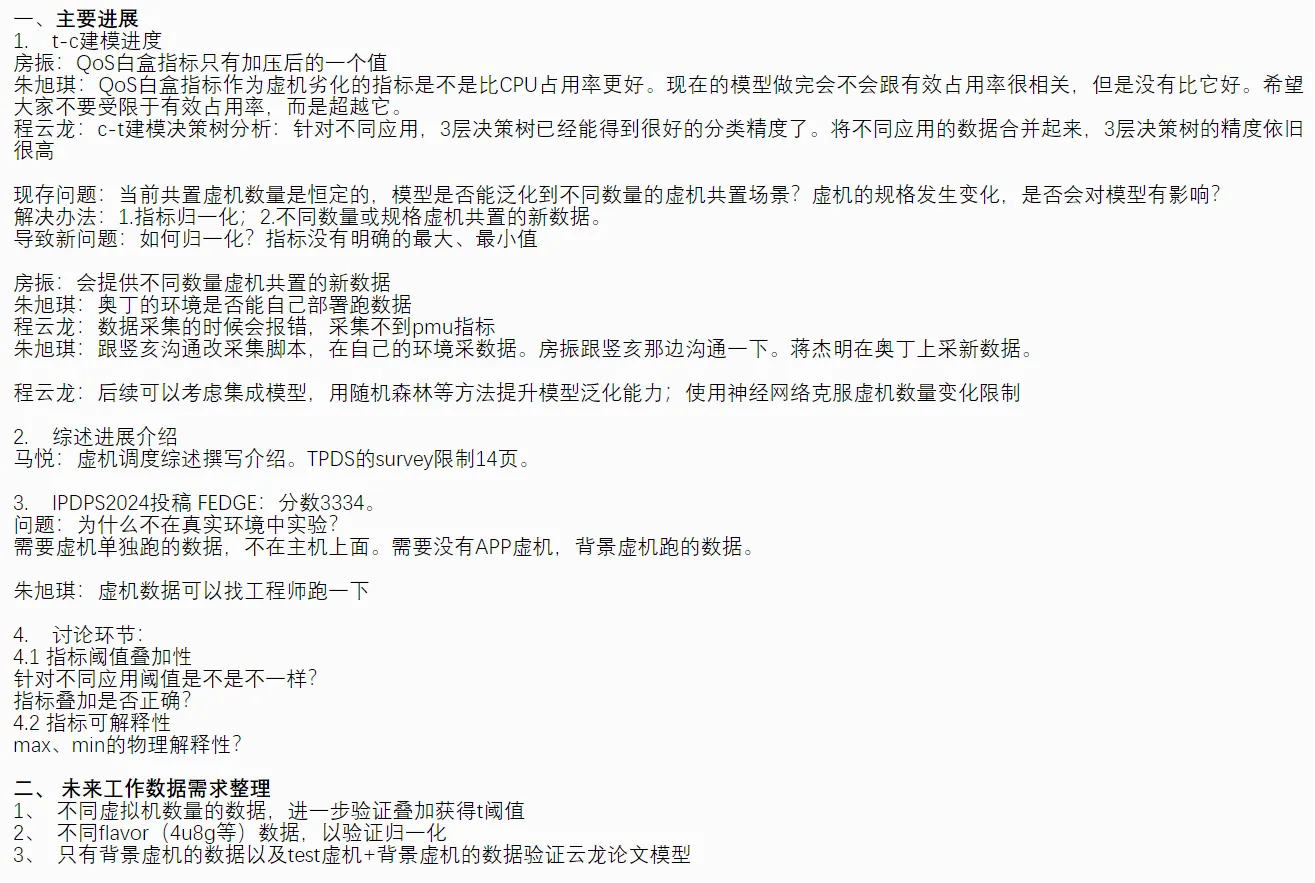 一、主要进展
1. t-c建模进度
房振：QoS白盒指标只有加压后的一个值
朱旭琪：QoS白盒指标作为虚机劣化的指标是不是比CPU占用率更好。现在的模型做完会不会跟有效占用率很相关，但是没有比它好。希望
大家不要受限于有效占用率，而是超越它。
程云龙：c-t建模决策树分析：针对不同应用，3层决策树已经能得到很好的分类精度了。将不同应用的数据合并起来，3层决策树的精度依旧
很高
现存问题：当前共置虚机数量是恒定的，模型是否能泛化到不同数量的虚机共置场景？虚机的规格发生变化，是否会对模型有影响？
解决办法：1.指标归一化；2.不同数量或规格虚机共置的新数据。
导致新问题：如何归一化？指标没有明确的最大、最小值
房振：会提供不同数量虚机共置的新数据
朱旭琪：奥丁的环境是否能自己部署跑数据
程云龙：数据采集的时候会报错，采集不到pmu指标
朱旭琪：跟竖亥沟通改采集脚本，在自己的环境采数据。房振跟竖亥那边沟通一下。蒋杰明在奥丁上采新数据。
程云龙：后续可以考虑集成模型，用随机森林等方法提升模型泛化能力；使用神经网络克服虚机数量变化限制
2. 综述进展介绍
马悦：虚机调度综述撰写介绍。TPDS的survey限制14页。
3. IPDPS2024投稿 FEDGE：分数3334。
问题：为什么不在真实环境中实验？
需要虚机单独跑的数据，不在主机上面。需要没有APP虚机，背景虚机跑的数据。
朱旭琪：虚机数据可以找工程师跑一下
4. 讨论环节：
4.1 指标阈值叠加性
针对不同应用阈值是不是不一样？
指标叠加是否正确？
4.2 指标可解释性
max、min的物理解释性？
二、 未来工作数据需求整理
1、 不同虚拟机数量的数据，进一步验证叠加获得t阈值
2、 不同flavor（4u8g等）数据，以验证归一化
3、 只有背景虚机的数据以及test虚机+背景虚机的数据验证云龙论文模型